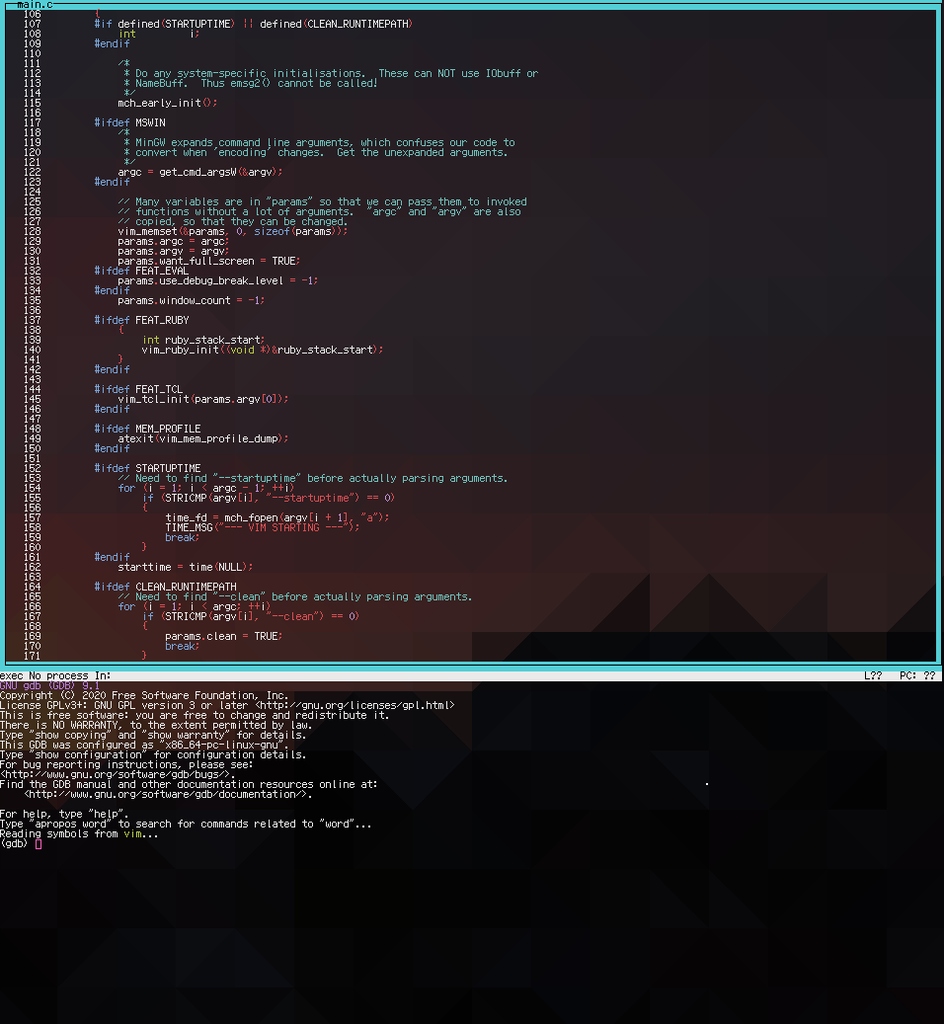 main.c
106 {
107 #if defined(STARTUPTIME) || defined(CLEAN_RUNTIMEPATH)
108 int i;
109 #endif
110
111 /*
112 * Do any system-specific initialisations. These can NOT use IObuff or
113 * NameBuff. Thus emsg2() cannot be called!
114 */
115 mch_early_init();
116
117 #ifdef MSWIN
118 /*
119 * MinGW expands command line arguments, which confuses our code to
120 * convert when 'encoding' changes. Get the unexpanded arguments.
121 */
122 argc = get_cmd_argsW(&argv);
123 #endif
124
125 // Many variables are in "params" so that we can pass them to invoked
126 // functions without a lot of arguments. "argc" and "argv" are also
127 // copied, so that they can be changed.
128 vim_memset(&params, 0, sizeof(params));
129 params.argc = argc;
130 params.argv = argv;
131 params.want_full_screen = TRUE;
132 #ifdef FEAT_EVAL
133 params.use_debug_break_level = -1;
134 #endif
135 params.window_count = -1;
136
137 #ifdef FEAT_RUBY
138 {
139 int ruby_stack_start;
140 vim_ruby_init((void *)&ruby_stack_start);
141 }
142 #endif
143
144 #ifdef FEAT_TCL
145 vim_tcl_init(params.argv[0]);
146 #endif
147
148 #ifdef MEM_PROFILE
149 atexit(vim_mem_profile_dump);
150 #endif
151
152 #ifdef STARTUPTIME
153 // Need to find "--startuptime" before actually parsing arguments.
154 for (i = 1; i < argc - 1; ++i)
155 if (STRICMP(argv[i], "--startuptime") == 0)
156 {
157 time_fd = mch_fopen(argv[i + 1], "a");
158 TIME_MSG("--- VIM STARTING ---");
159 break;
160 }
161 #endif
162 starttime = time(NULL);
163
164 #ifdef CLEAN_RUNTIMEPATH
165 // Need to find "--clean" before actually parsing arguments.
166 for (i = 1; i < argc; ++i)
167 if (STRICMP(argv[i], "--clean") == 0)
168 {
169 params.clean = TRUE;
170 break;
171 }
exec No process In: L?? PC: ??
GNU gdb (GDB) 9.1
Copyright (C) 2020 Free Software Foundation, Inc.
License GPLv3+: GNU GPL version 3 or later <http://gnu.org/licenses/gpl.html>
This is free software: you are free to change and redistribute it.
There is NO WARRANTY, to the extent permitted by law.
Type "show copying" and "show warranty" for details.
This GDB was configured as "x86_64-pc-linux-gnu".
Type "show configuration" for configuration details.
For bug reporting instructions, please see:
<http://www.gnu.org/software/gdb/bugs/>.
Find the GDB manual and other documentation resources online at:
<http://www.gnu.org/software/gdb/documentation/>.

For help, type "help".
Type "apropos word" to search for commands related to "word"...
Reading symbols from vim...
(gdb)